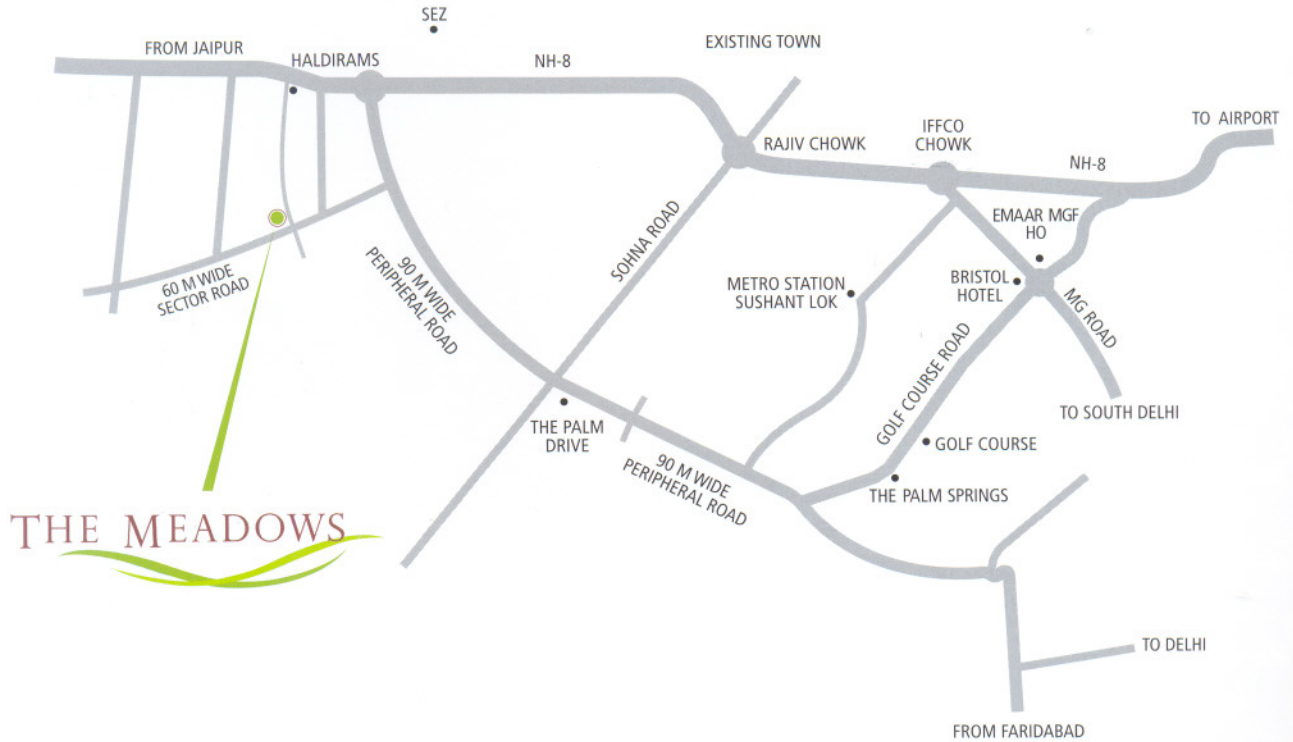 SEZ
EXISTING TOWN
FROM JAIPUR
HALDIRAMS
NH-8
TO AIRPORT
IFFCO
CHOWK
RAJIV CHOWK
NH-8
EMAAR MGF
HO
SOHNA ROAD
60 M WIDE
SECTOR ROAD
90 M WIDE
PERIPHERAL ROAD
METRO STATION
SUSHANT LOK
BRISTOL
HOTEL
MG ROAD
GOLF COURSE ROAD
TO SOUTH DELHI
THE PALM
DRIVE
GOLF COURSE
90 M WIDE
PERIPHERAL ROAD
THE PALM SPRINGS
THE MEADOWS
TO DELHI
FROM FARIDABAD